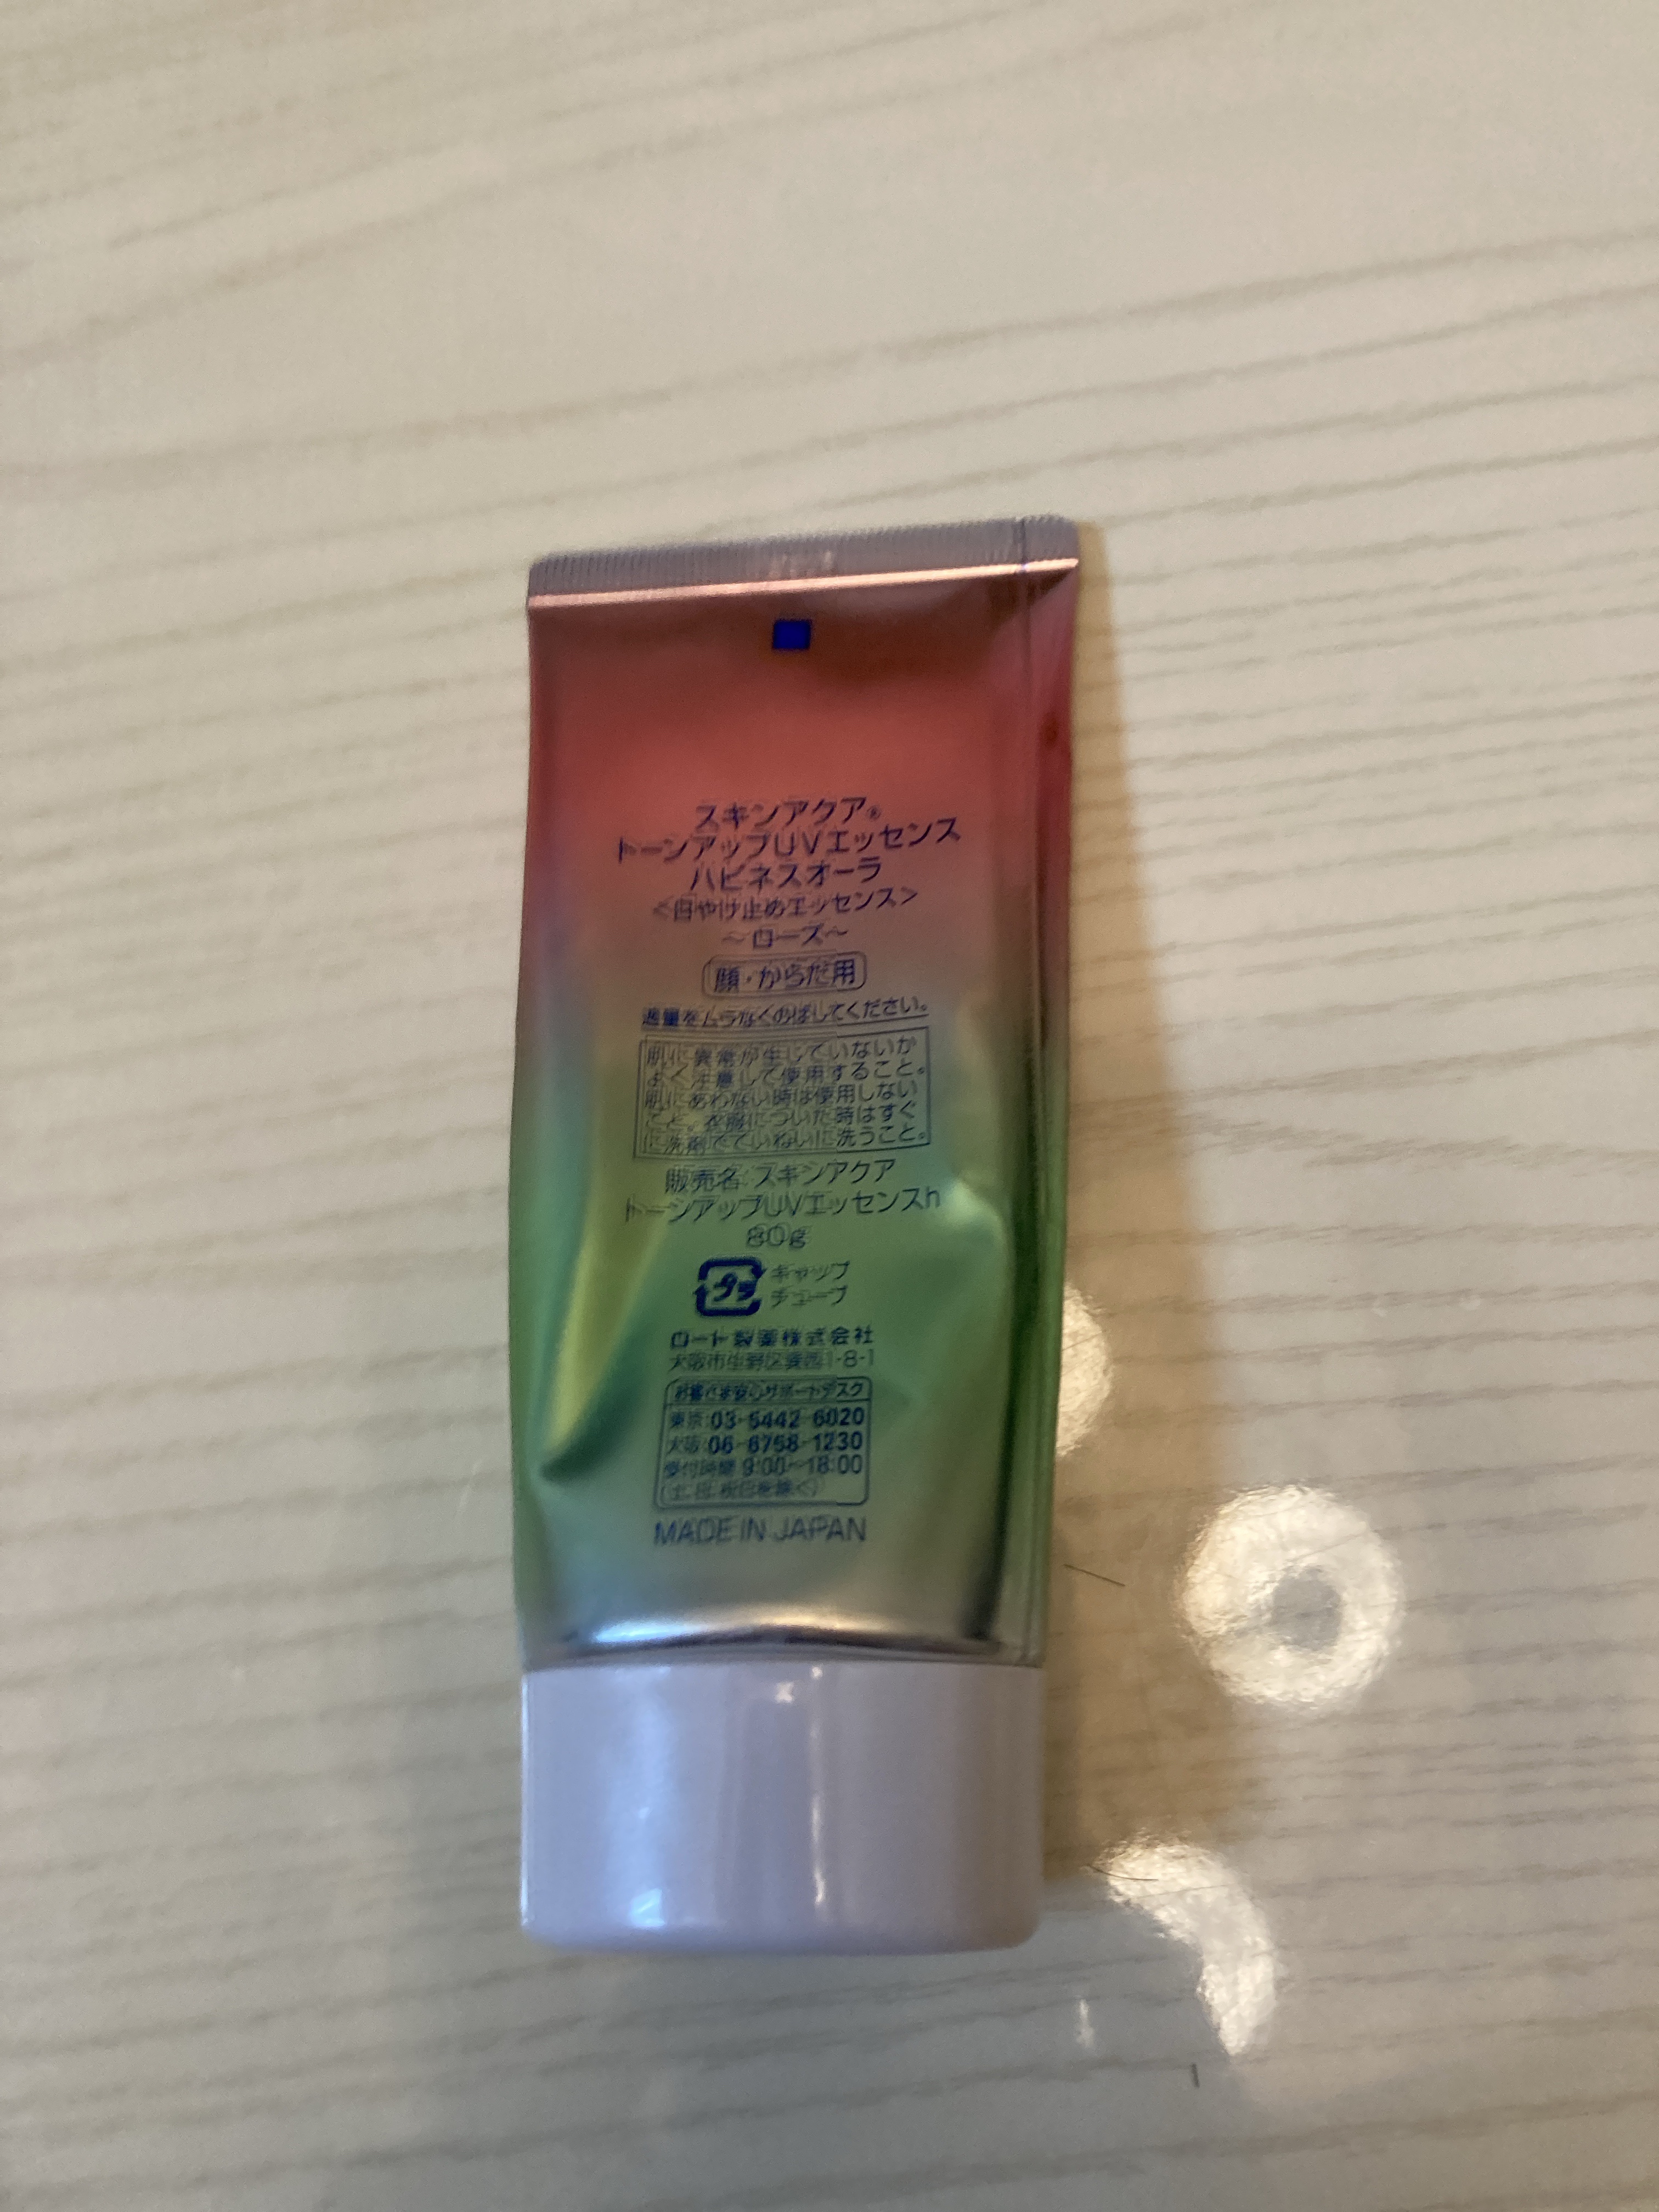 スキンアクア®
トーンアップUVエッセンス
ハピネスオーラ
<日やけ止めエッセンス>
～ローズ～
顔・からだ用
適量をムラなくのばしてください。
肌に異常が生じていないか
よく注意して使用すること。
肌にあわない時は使用しない
こと。衣服についた時はすぐ
に洗剤でていねいに洗うこと。
販売名:スキンアクア
トーンアップUVエッセンスh
80g
プラ
キャップ
チューブ
ロート製薬株式会社
大阪市生野区巽西1-8-1
お客さま安心サポートデスク
東京:03-5442-6020
大阪:06-6758-1230
受付時間 9:00～18:00
(土、日、祝日を除く)
MADE IN JAPAN